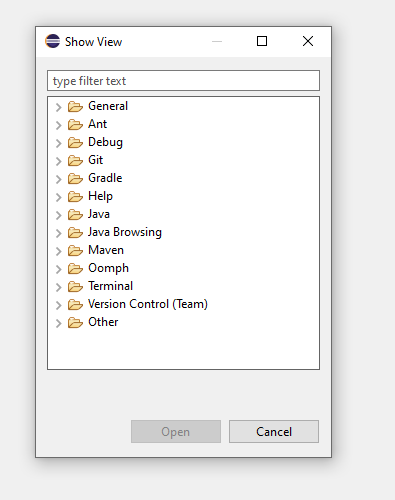 Show View
type filter text
General
Ant
Debug
Git
Gradle
Help
Java
Java Browsing
Maven
Oomph
Terminal
Version Control (Team)
Other
Open Cancel